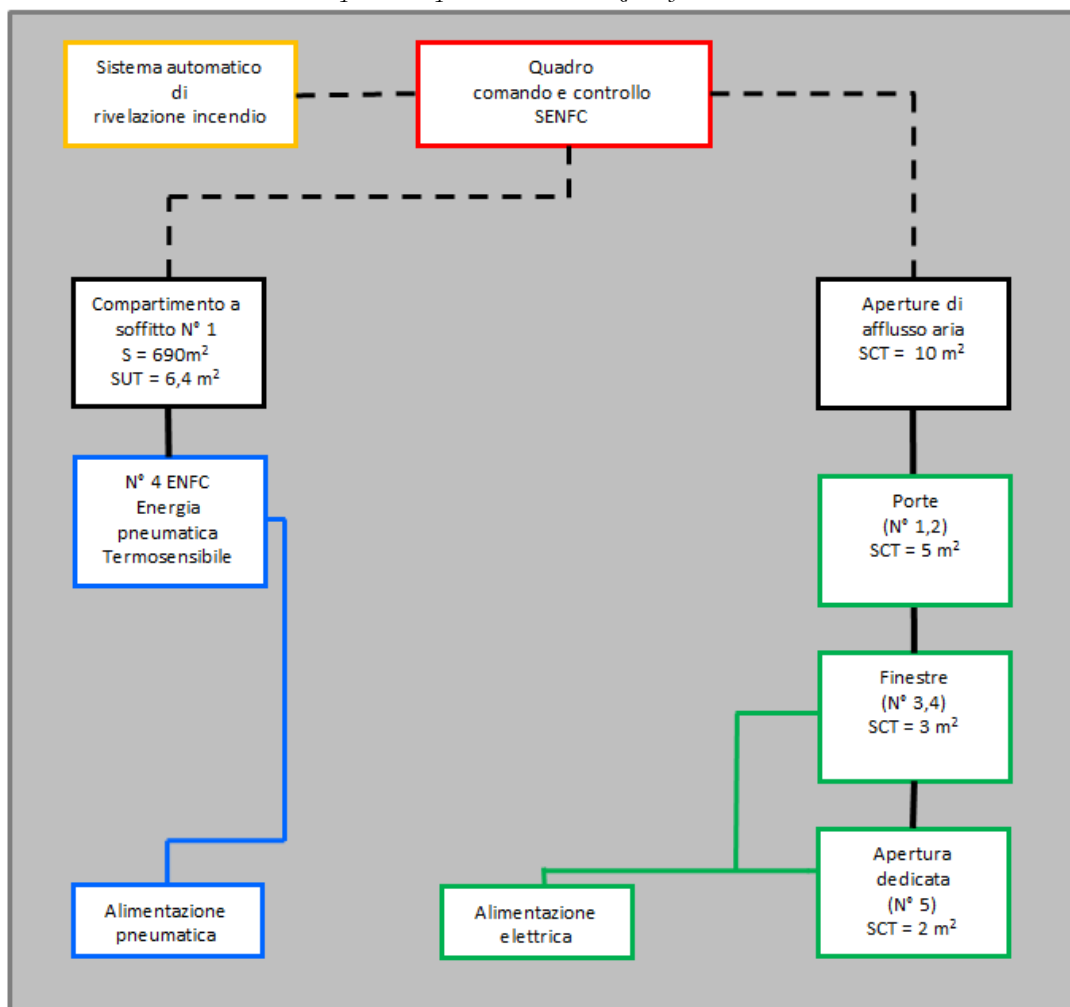 Sistema automatico
di
rivelazione incendio
Quadro
comando e controllo
SENFC
Compartimento a
soffitto N° 1
S = 690m²
SUT = 6,4 m²
Aperture di
afflusso aria
SCT = 10 m²
N° 4 ENFC
Energia
pneumatica
Termosensibile
Porte
(N° 1,2)
SCT = 5 m²
Finestre
(N° 3,4)
SCT = 3 m²
Apertura
dedicata
(N° 5)
SCT = 2 m²
Alimentazione
pneumatica
Alimentazione
elettrica